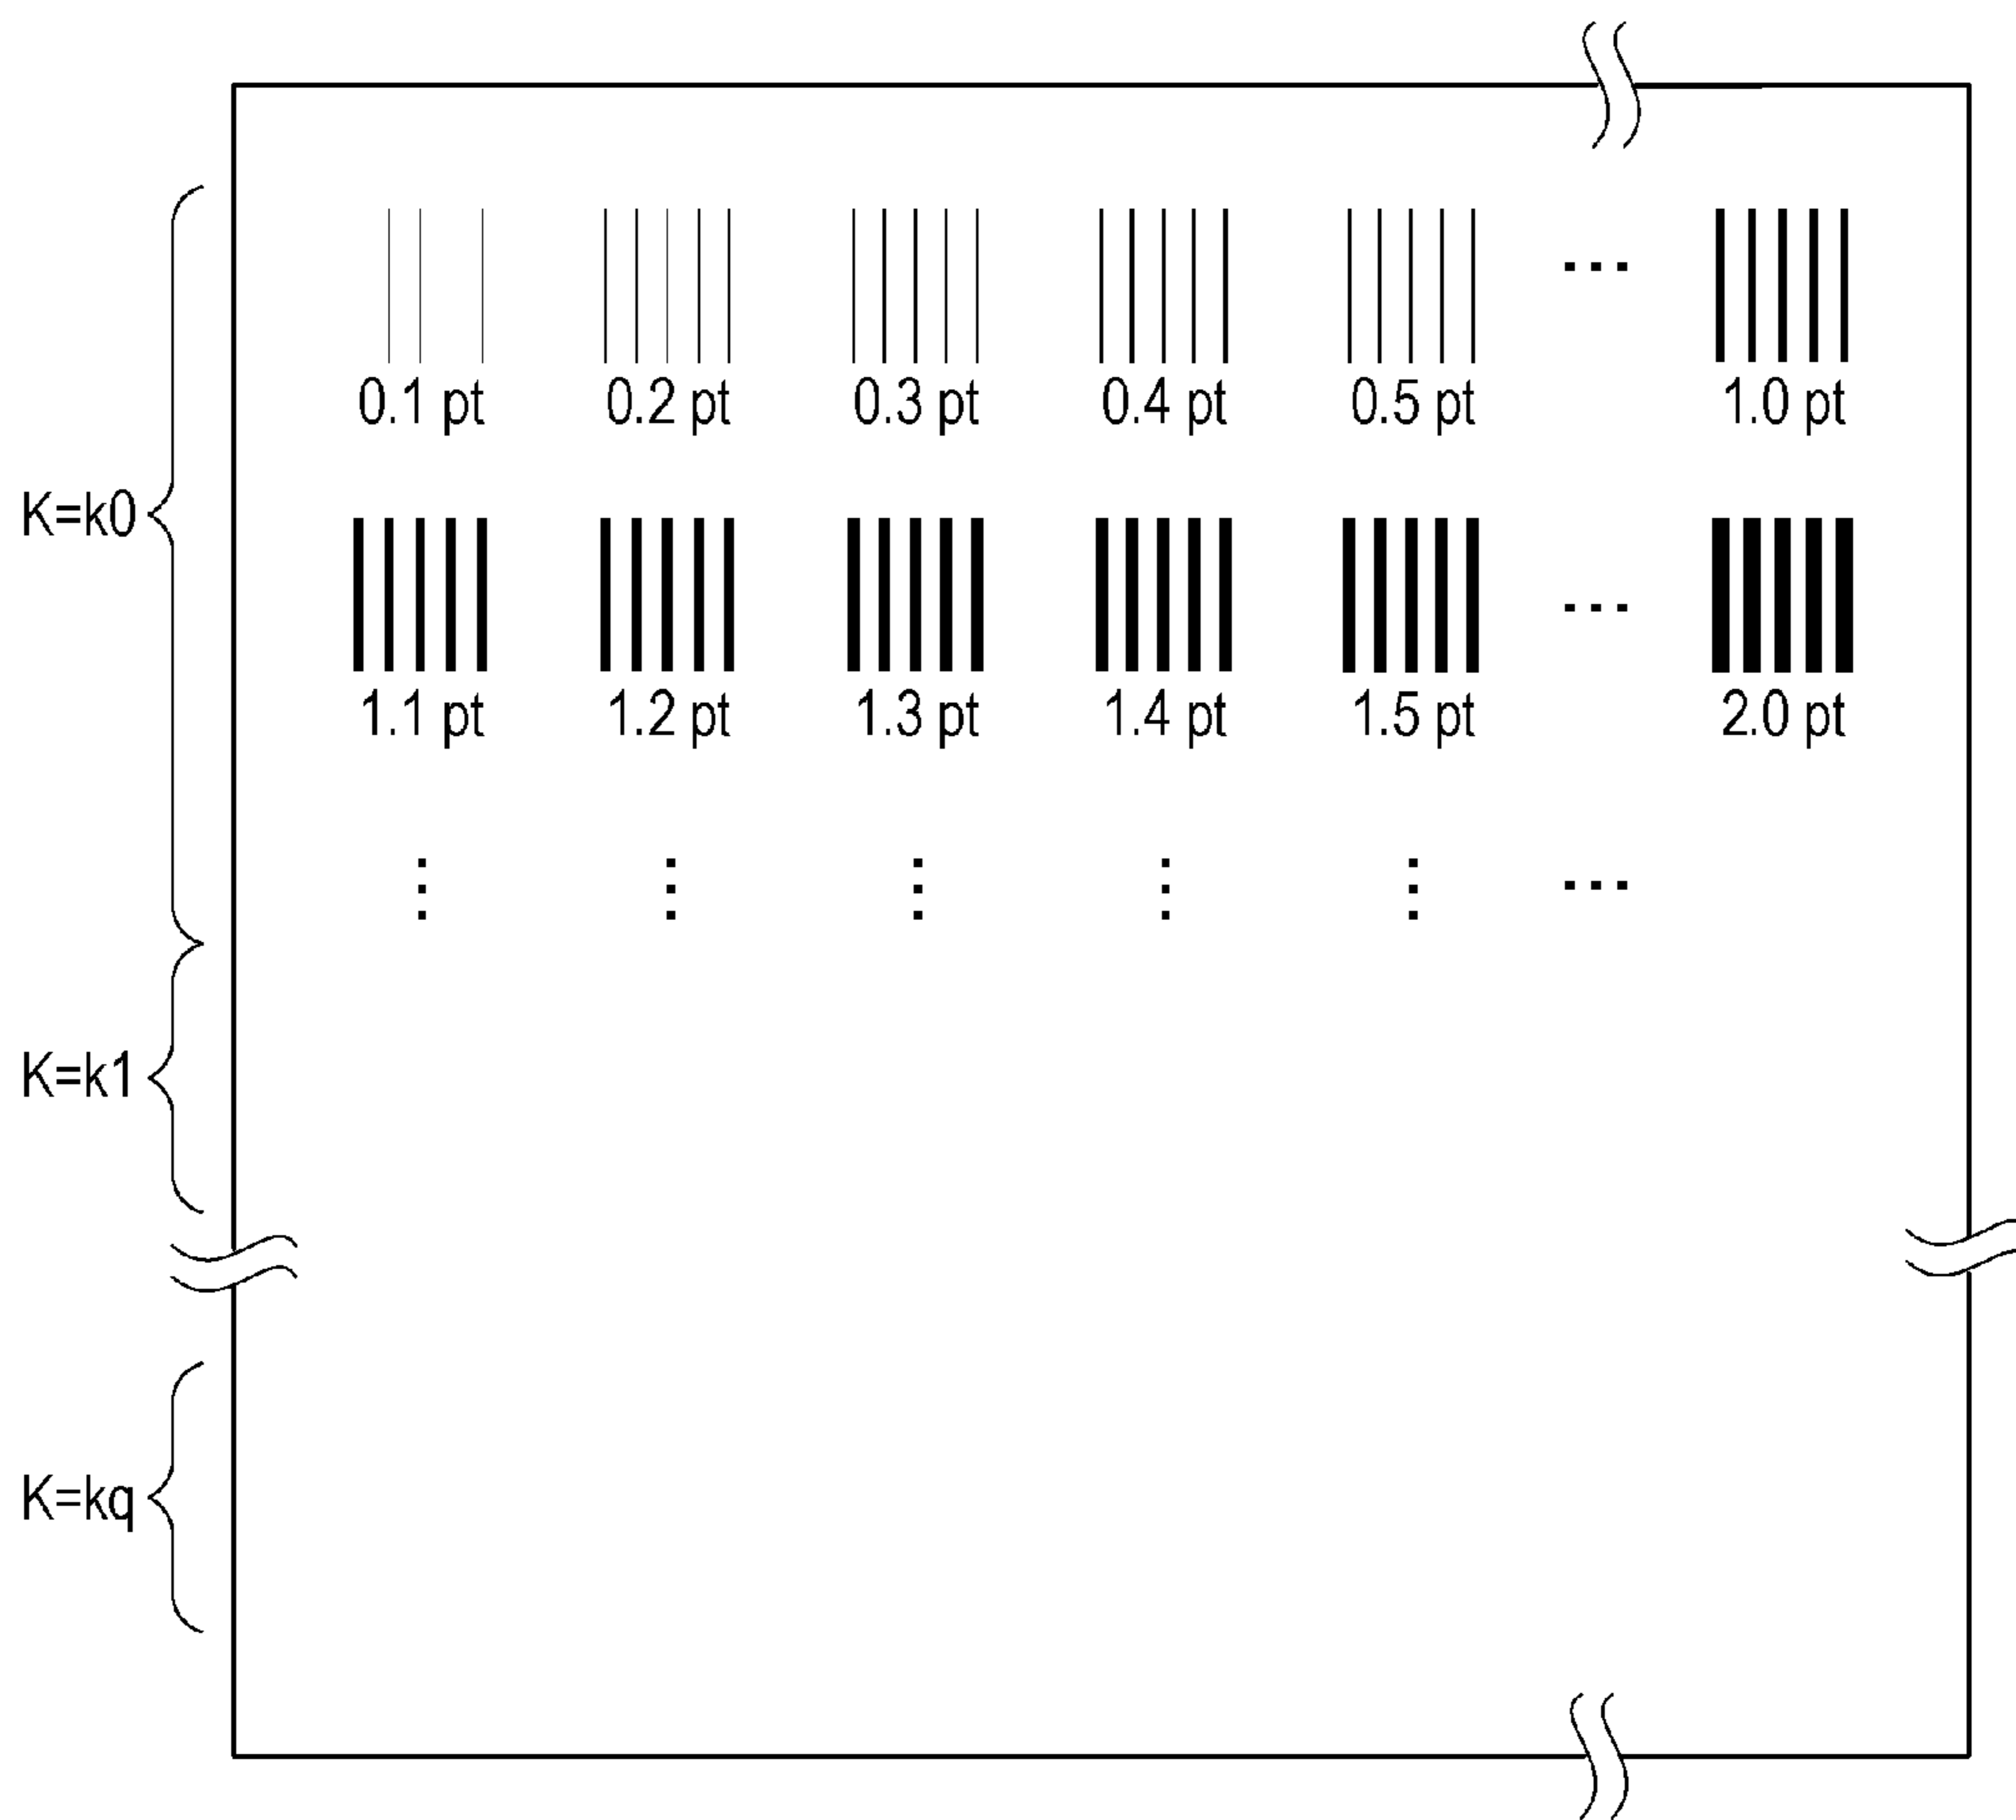 0.1 pt 0.2 pt 0.3 pt 0.4 pt 0.5 pt ... 1.0 pt
K=k0
1.1 pt 1.2 pt 1.3 pt 1.4 pt 1.5 pt ... 2.0 pt
K=k1
K=kq